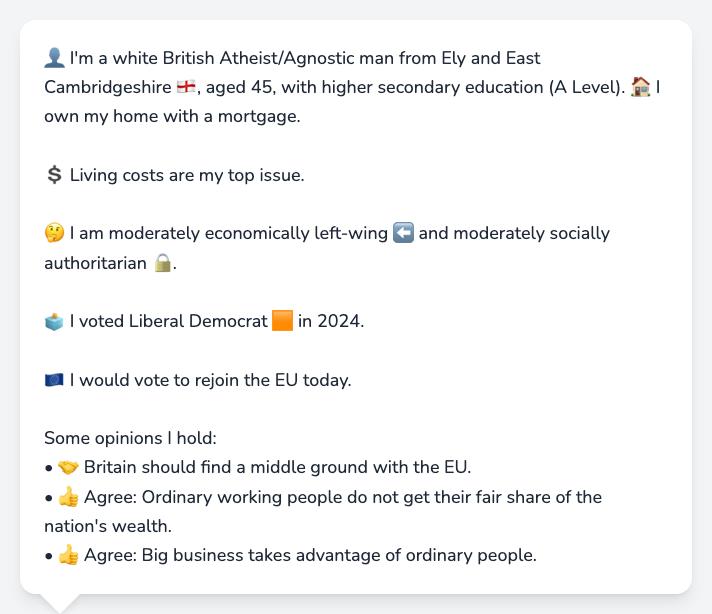 👤 I'm a white British Atheist/Agnostic man from Ely and East
Cambridgeshire 🏴󠁧󠁢󠁥󠁮󠁧󠁿, aged 45, with higher secondary education (A Level). 🏠 I
own my home with a mortgage.
💲 Living costs are my top issue.
🤔 I am moderately economically left-wing ⬅️ and moderately socially
authoritarian 🔒.
🗳️ I voted Liberal Democrat 🟧 in 2024.
🇪🇺 I would vote to rejoin the EU today.
Some opinions I hold:
• 🤝 Britain should find a middle ground with the EU.
• 👍 Agree: Ordinary working people do not get their fair share of the
nation's wealth.
• 👍 Agree: Big business takes advantage of ordinary people.